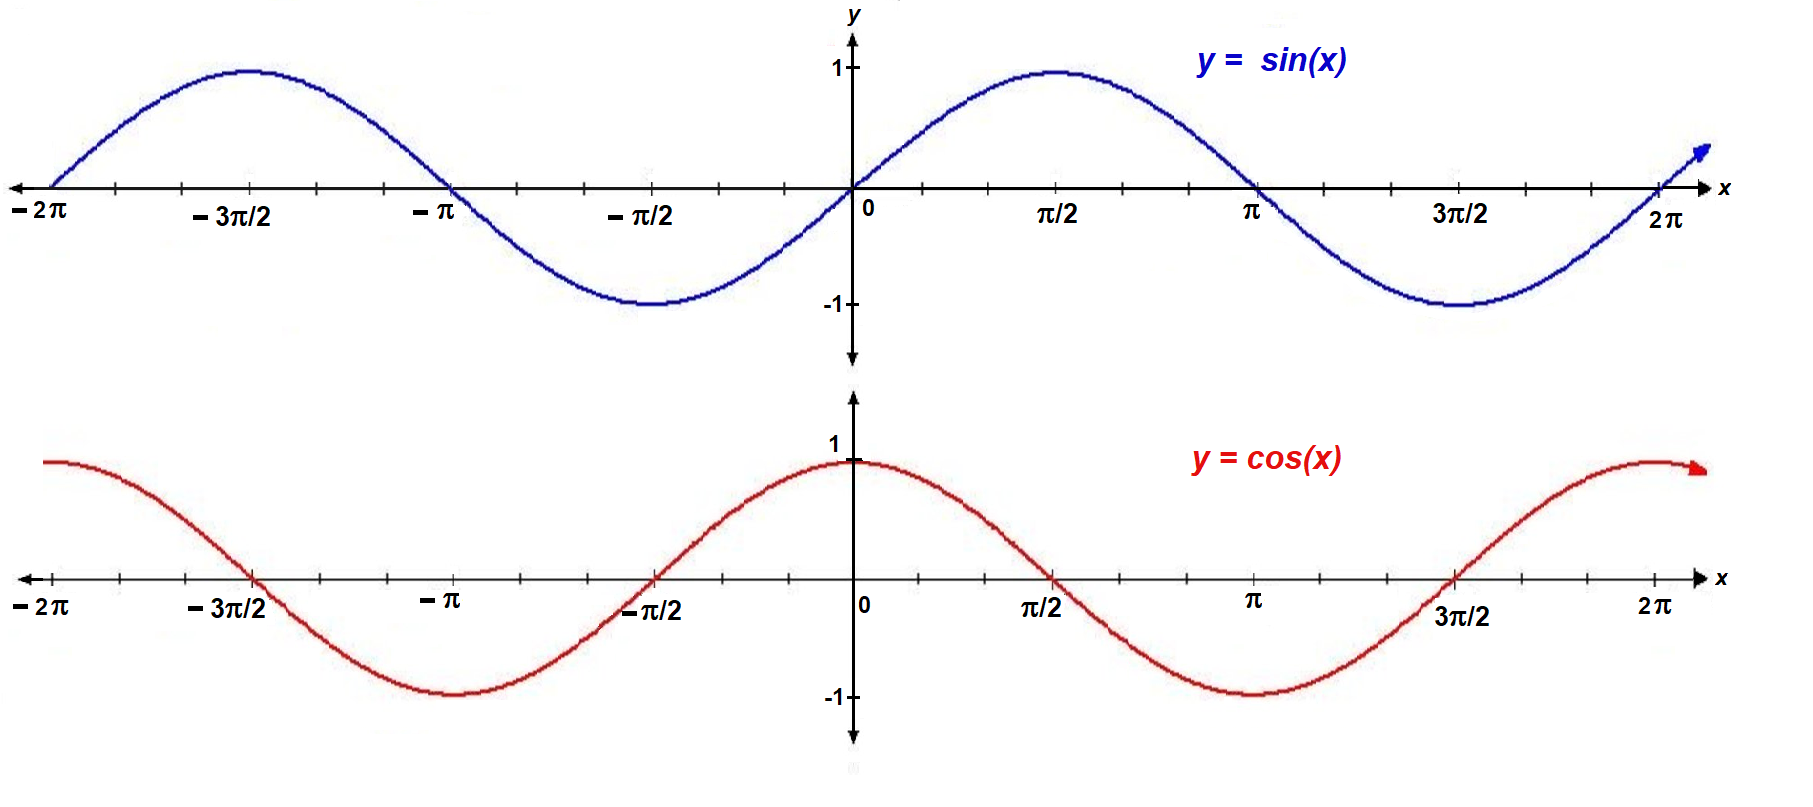 y
1
y = sin(x)
x
– 2π
– 3π/2
– π
– π/2
0
π/2
π
3π/2
2π
-1
1
y = cos(x)
x
– 2π
– 3π/2
– π
– π/2
0
π/2
π
3π/2
2π
-1